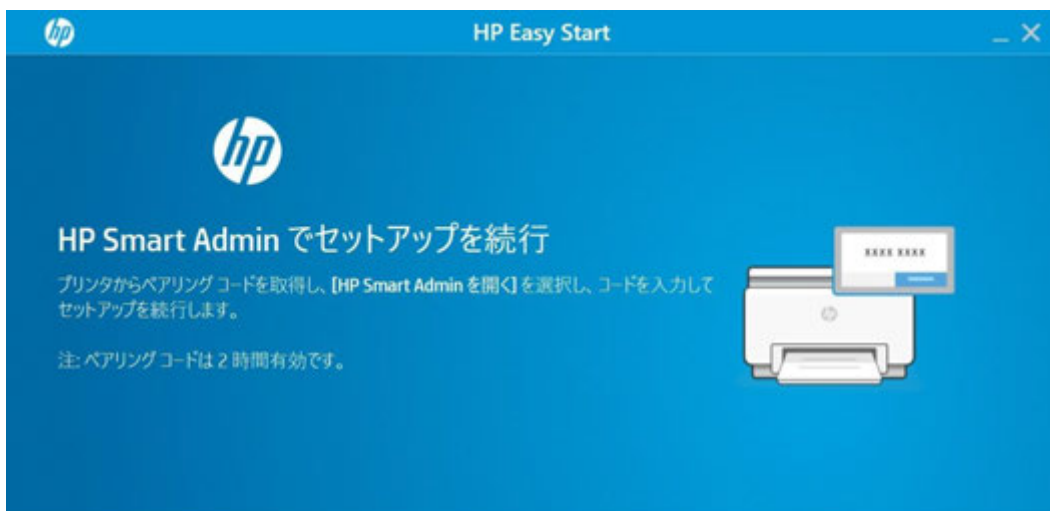 hp
HP Easy Start
hp
HP Smart Admin でセットアップを続行
プリンタからペアリング コードを取得し、[HP Smart Admin を開く] を選択し、コードを入力して
セットアップを続行します。
XXXX XXXX
注: ペアリング コードは 2 時間有効です。